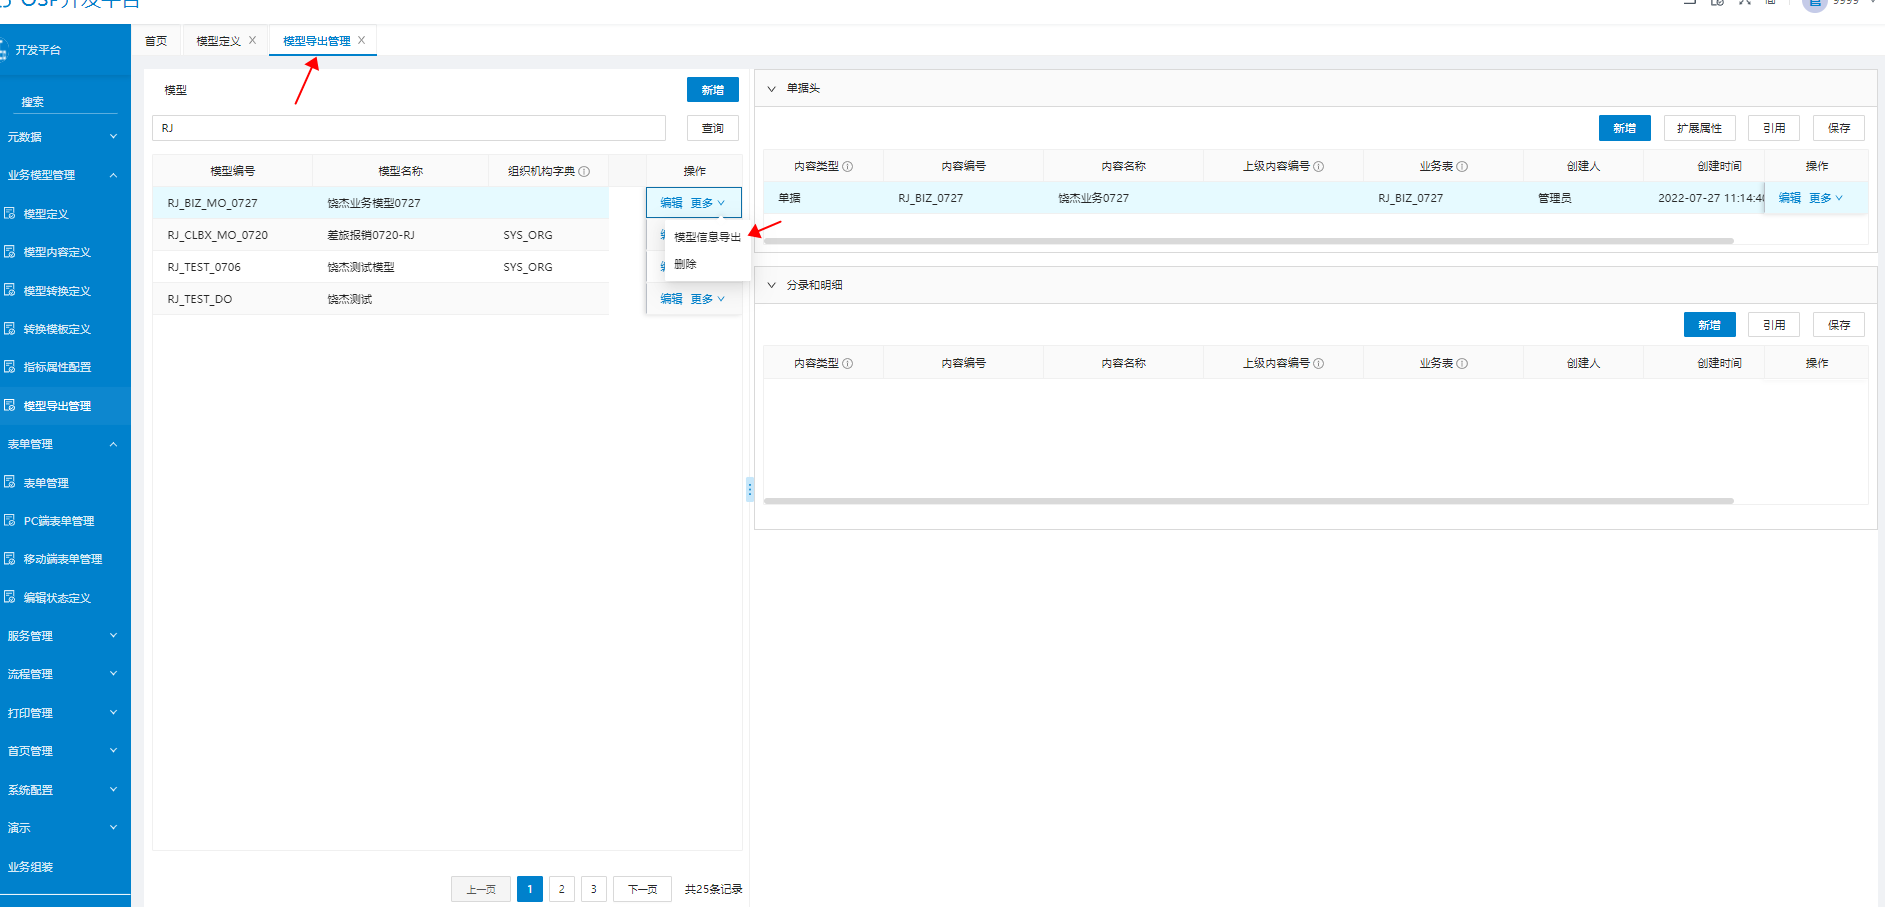 OSP开发平台
9999
开发平台
首页
模型定义
模型导出管理
搜索
元数据
业务模型管理
模型定义
模型内容定义
模型转换定义
转换模板定义
指标属性配置
模型导出管理
表单管理
表单管理
PC端表单管理
移动端表单管理
编辑状态定义
服务管理
流程管理
打印管理
首页管理
系统配置
演示
业务组装
模型
新增
RJ
查询
模型编号 模型名称 组织机构字典 操作
RJ_BIZ_MO_0727 饶杰业务模型0727 编辑 更多
RJ_CLBX_MO_0720 差旅报销0720-RJ SYS_ORG
RJ_TEST_0706 饶杰测试模型 SYS_ORG
RJ_TEST_DO 饶杰测试 编辑 更多
模型信息导出
删除
上一页 1 2 3 下一页 共25条记录
单据头
新增 扩展属性 引用 保存
内容类型 内容编号 内容名称 上级内容编号 业务表 创建人 创建时间 操作
单据 RJ_BIZ_0727 饶杰业务0727 RJ_BIZ_0727 管理员 2022-07-27 11:14:4 编辑 更多
分录和明细
新增 引用 保存
内容类型 内容编号 内容名称 上级内容编号 业务表 创建人 创建时间 操作